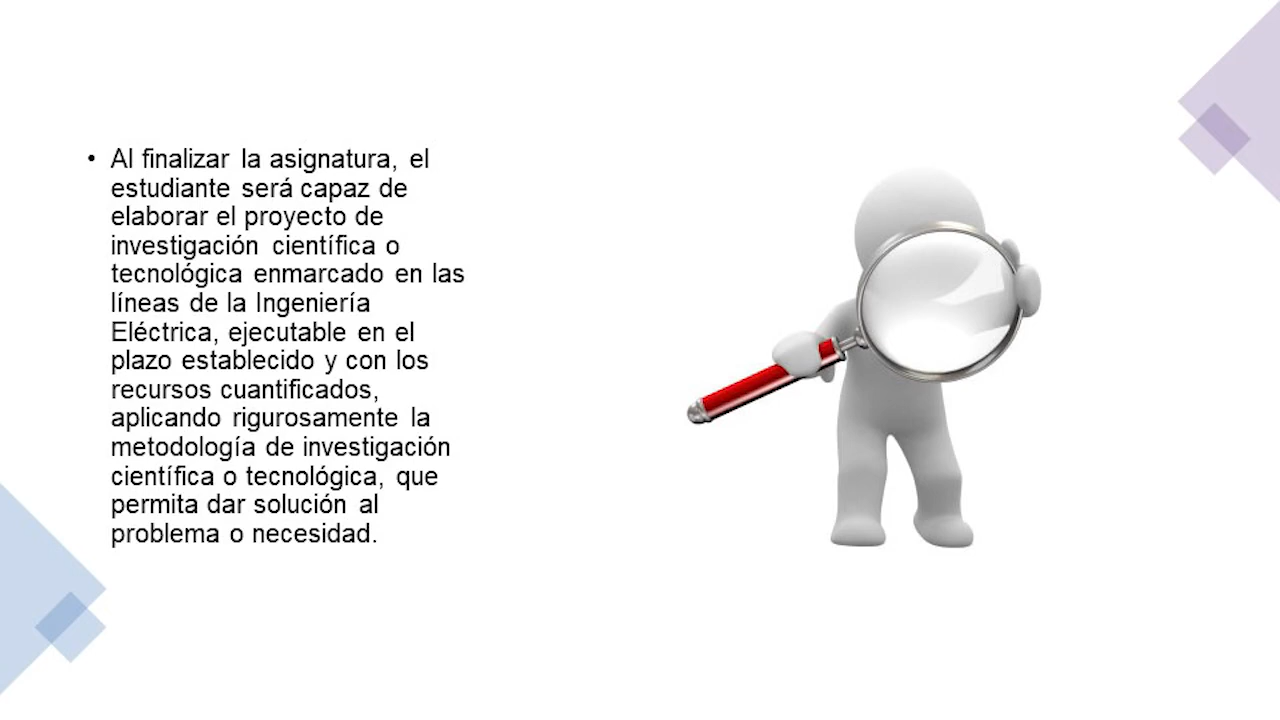 • Al finalizar la asignatura, el
estudiante será capaz de
elaborar el proyecto de
investigación científica o
tecnológica enmarcado en las
líneas de la Ingeniería
Eléctrica, ejecutable en el
plazo establecido y con los
recursos cuantificados,
aplicando rigurosamente la
metodología de investigación
científica o tecnológica, que
permita dar solución al
problema o necesidad.